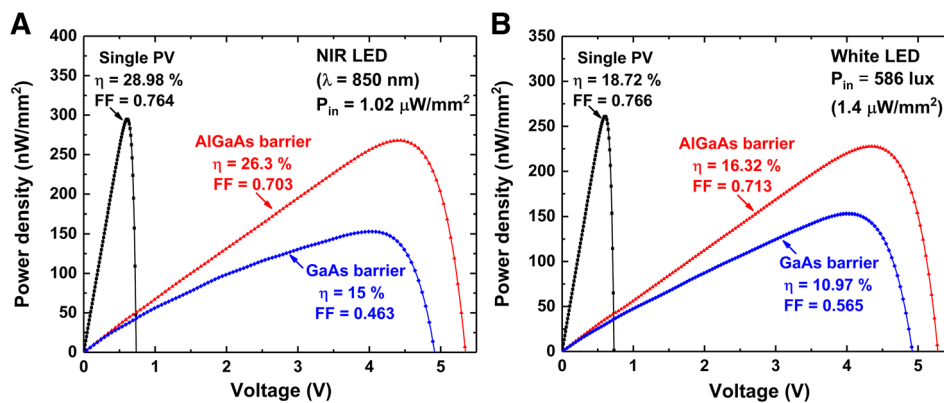 A
Power density (nW/mm²)
400
350
300
250
200
150
100
50
0
0
1
2
3
4
5
Voltage (V)
Single PV
η = 28.98 %
FF = 0.764
NIR LED
(λ = 850 nm)
P_in = 1.02 μW/mm²
AlGaAs barrier
η = 26.3 %
FF = 0.703
GaAs barrier
η = 15 %
FF = 0.463
B
Power density (nW/mm²)
350
300
250
200
150
100
50
0
0
1
2
3
4
5
Voltage (V)
Single PV
η = 18.72 %
FF = 0.766
White LED
P_in = 586 lux
(1.4 μW/mm²)
AlGaAs barrier
η = 16.32 %
FF = 0.713
GaAs barrier
η = 10.97 %
FF = 0.565